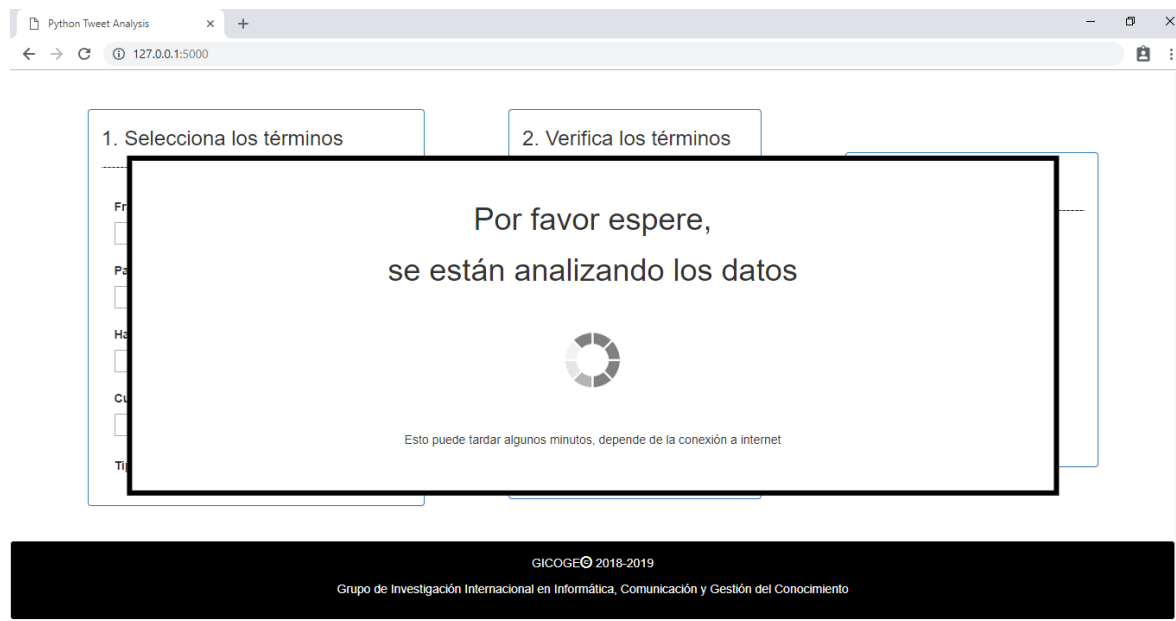 Python Tweet Analysis
127.0.0.1:5000
1. Selecciona los términos
2. Verifica los términos
Por favor espere,
se están analizando los datos
Esto puede tardar algunos minutos, depende de la conexión a internet
GICOGE© 2018-2019
Grupo de Investigación Internacional en Informática, Comunicación y Gestión del Conocimiento